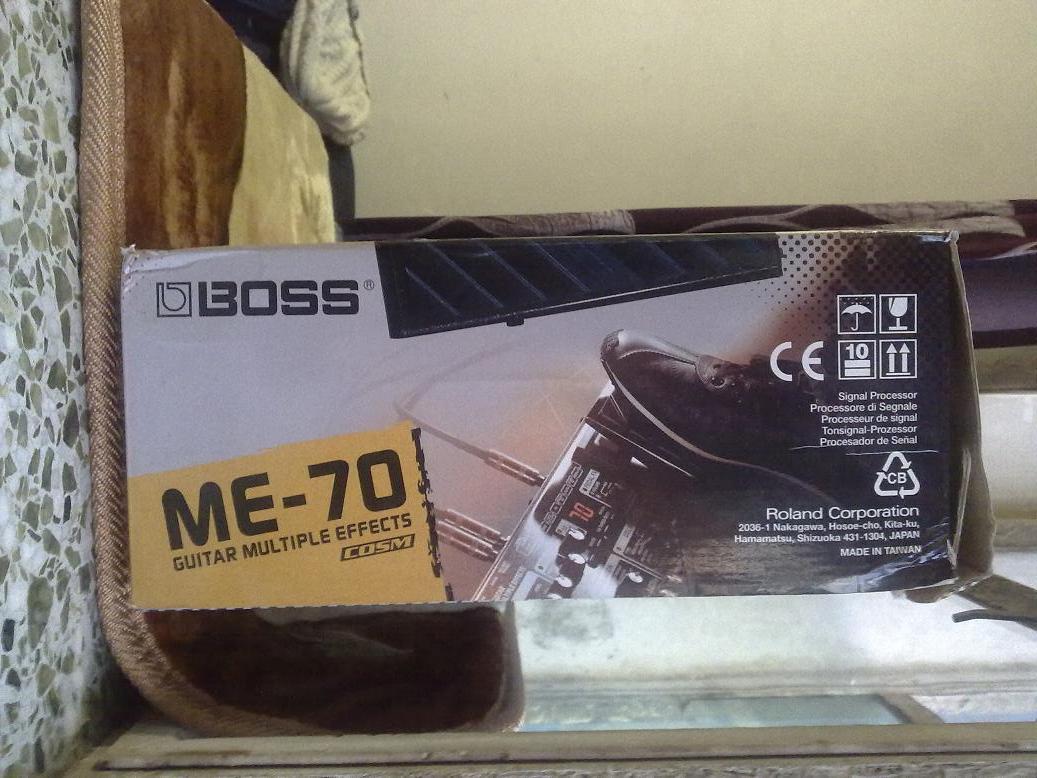 BOSS®
10
Signal Processor
Processore di Segnale
Processeur de signal
Tonsignal-Prozessor
Procesador de Señal
CB
ME-70
GUITAR MULTIPLE EFFECTS
COSM
BOSS
70
Roland Corporation
2036-1 Nakagawa, Hosoe-cho, Kita-ku,
Hamamatsu, Shizuoka 431-1304, JAPAN
MADE IN TAIWAN